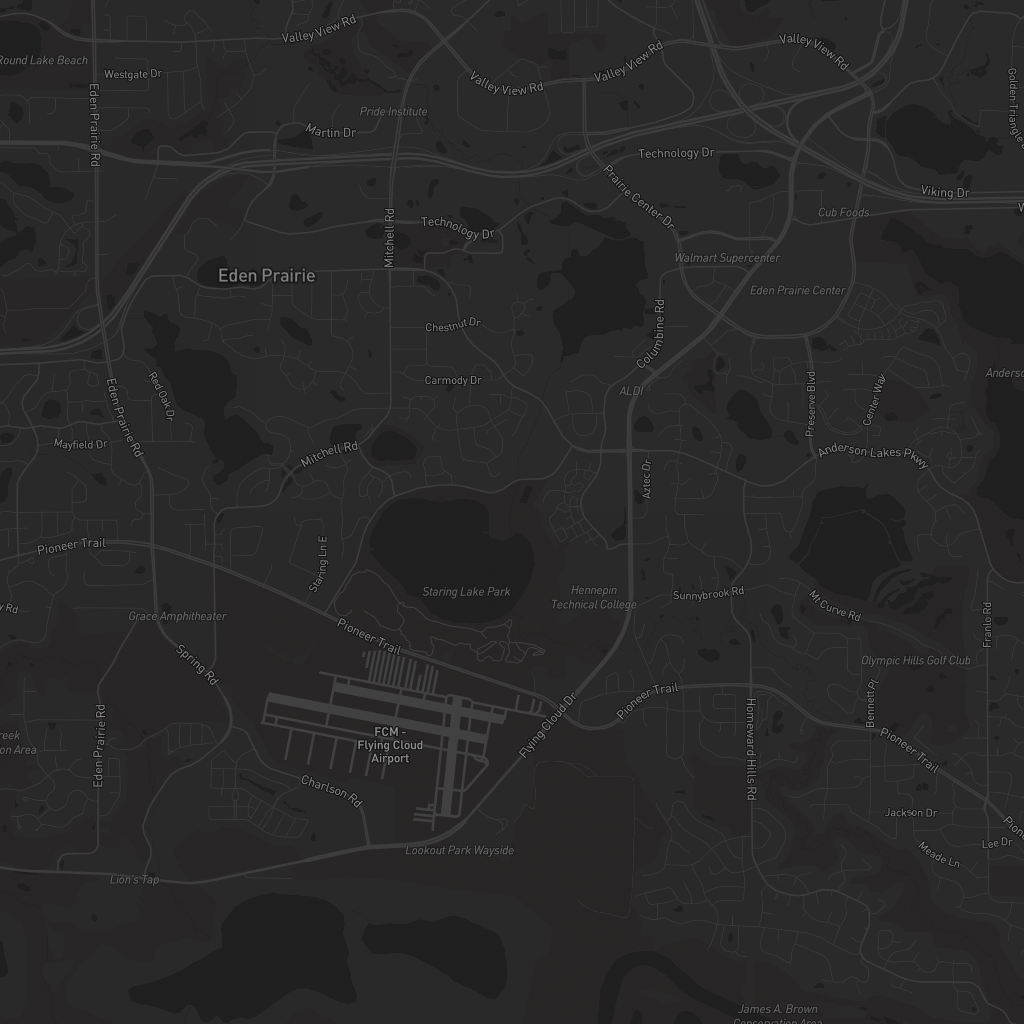 Valley View Rd
Valley View Rd
Valley View Rd
Valley View Rd
Round Lake Beach
Westgate Dr
Eden Prairie Rd
Pride Institute
Martin Dr
Golden Triangle
Technology Dr
Prairie Center Dr
Viking Dr
W
Cub Foods
Mitchell Rd
Technology Dr
Walmart Supercenter
Eden Prairie
Eden Prairie Center
Chestnut Dr
Columbine Rd
Carmody Dr
ALDI
Anderso
Red Oak Dr
Eden Prairie Rd
Preserve Blvd
Center Way
Mayfield Dr
Mitchell Rd
Anderson Lakes Pkwy
Aztec Dr
Pioneer Trail
Staring Ln E
Staring Lake Park
Hennepin
Technical College
Sunnybrook Rd
Mt Curve Rd
y Rd
Grace Amphitheater
Franlo Rd
Pioneer Trail
Spring Rd
Olympic Hills Golf Club
Pioneer Trail
Bennett Pl
Flying Cloud Dr
FCM -
Flying Cloud
Airport
reek
on Area
Eden Prairie Rd
Homeward Hills Rd
Pioneer Trail
Charlson Rd
Jackson Dr
Pione
Lee Dr
Meade Ln
Lookout Park Wayside
Lion's Tap
James A. Brown
Conservation Area